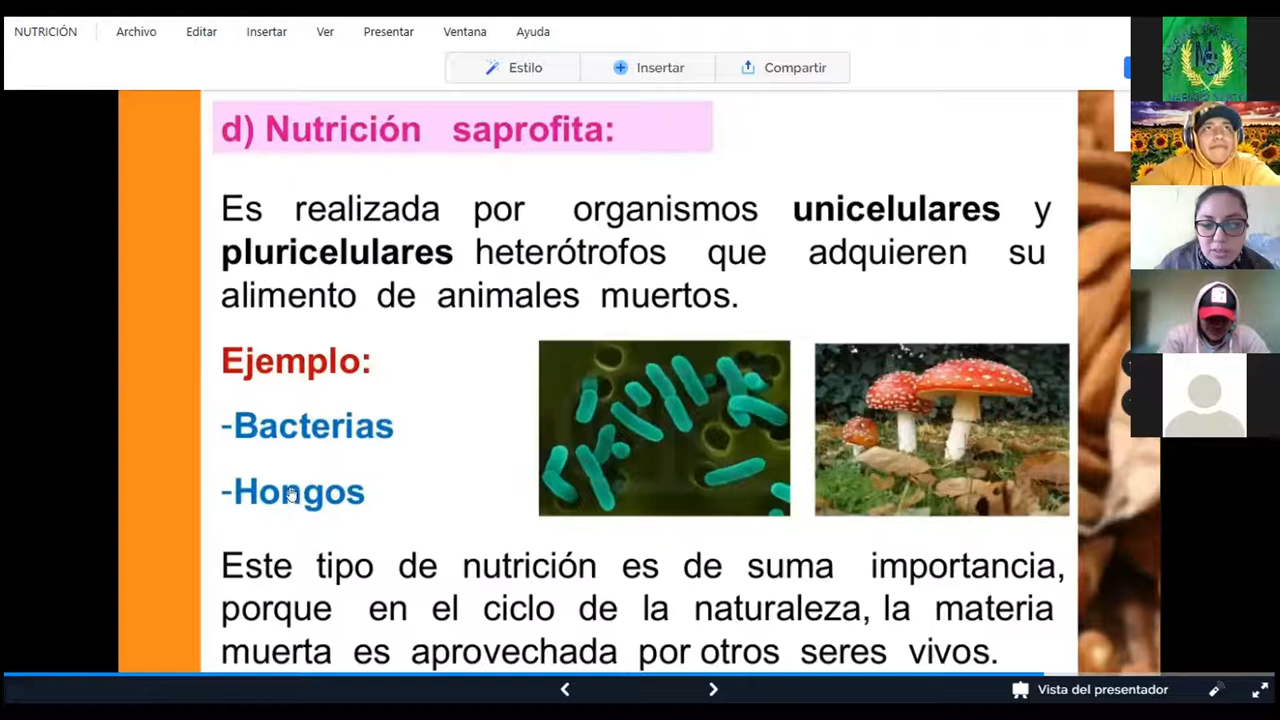 NUTRICIÓN Archivo Editar Insertar Ver Presentar Ventana Ayuda
Estilo Insertar Compartir
d) Nutrición saprofita:
Es realizada por organismos unicelulares y
pluricelulares heterótrofos que adquieren su
alimento de animales muertos.
Ejemplo:
-Bacterias
-Hongos
Este tipo de nutrición es de suma importancia,
porque en el ciclo de la naturaleza, la materia
muerta es aprovechada por otros seres vivos.
Vista del presentador